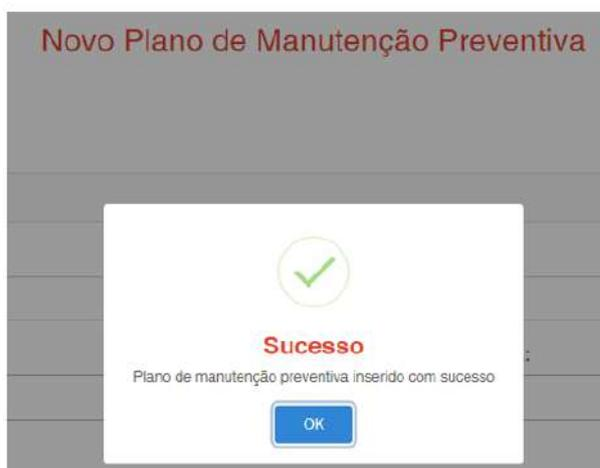 Novo Plano de Manutenção Preventiva
:
Sucesso
Plano de manutenção preventiva inserido com sucesso
OK